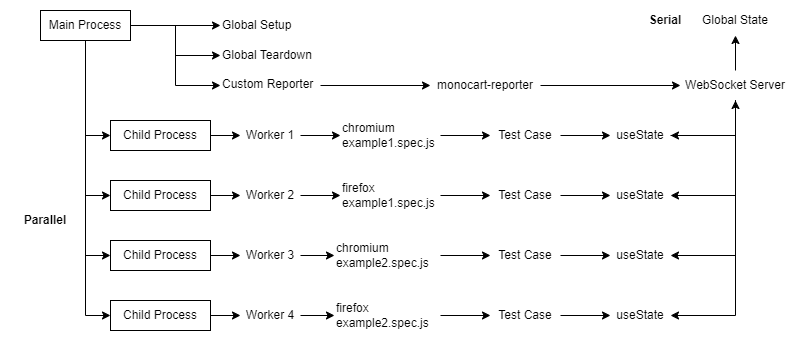 Main Process
Global Setup
Serial
Global State
Global Teardown
Custom Reporter
monocart-reporter
WebSocket Server
Child Process
Worker 1
chromium
example1.spec.js
Test Case
useState
Child Process
Worker 2
firefox
example1.spec.js
Test Case
useState
Parallel
Child Process
Worker 3
chromium
example2.spec.js
Test Case
useState
Child Process
Worker 4
firefox
example2.spec.js
Test Case
useState